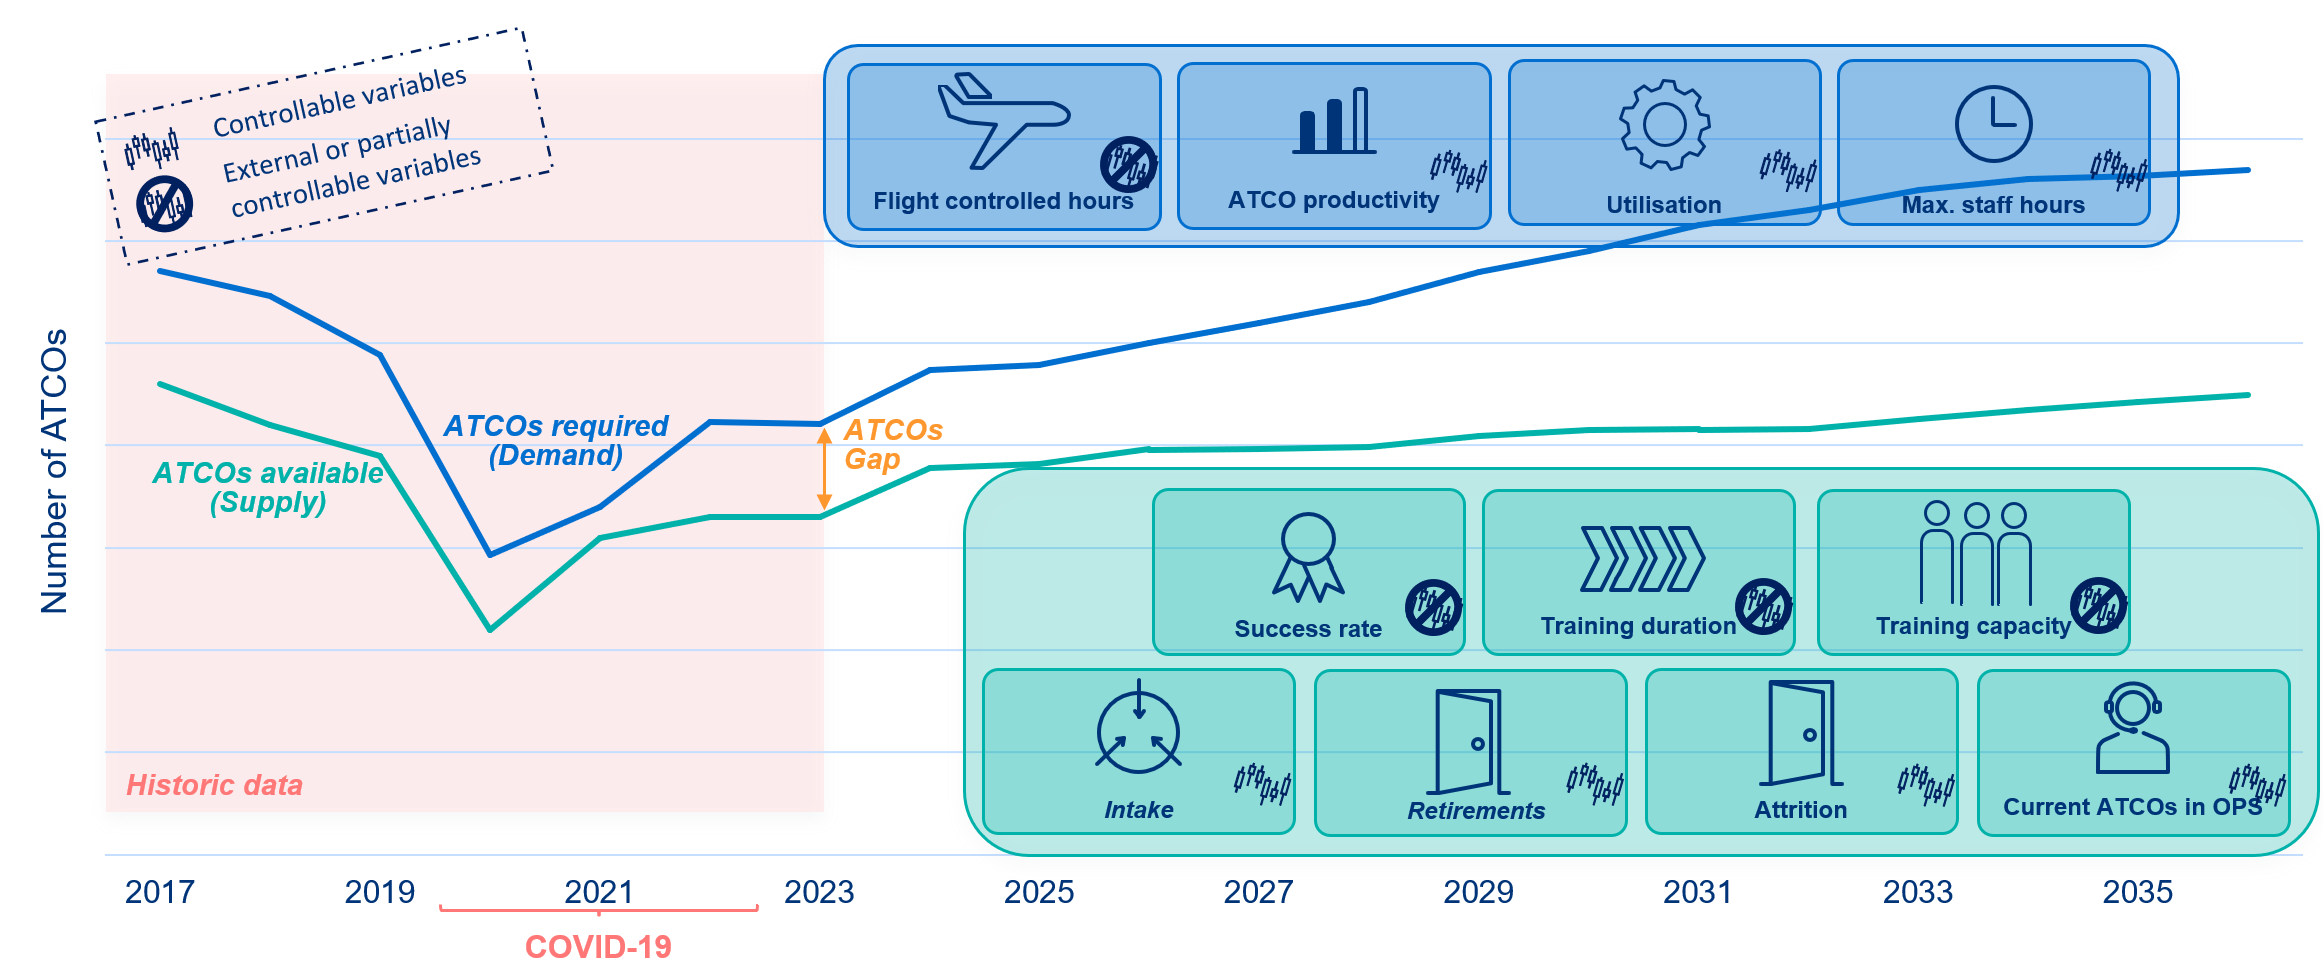 Controllable variables
External or partially
controllable variables
Flight controlled hours
ATCO productivity
Utilisation
Max. staff hours
Number of ATCOs
ATCOs required
(Demand)
ATCOs
Gap
ATCOs available
(Supply)
Success rate
Training duration
Training capacity
Intake
Retirements
Attrition
Current ATCOs in OPS
Historic data
2017 2019 2021 2023 2025 2027 2029 2031 2033 2035
COVID-19